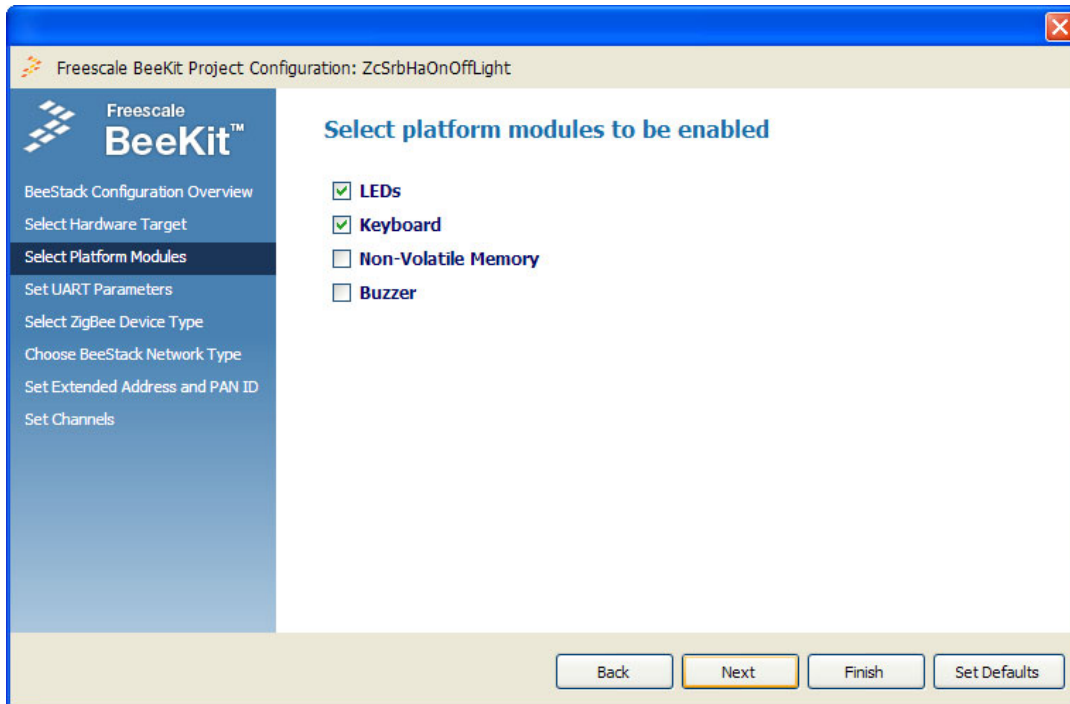 Freescale BeeKit Project Configuration: ZcSrbHaOnOffLight
Freescale
BeeKit™
BeeStack Configuration Overview
Select Hardware Target
Select Platform Modules
Set UART Parameters
Select ZigBee Device Type
Choose BeeStack Network Type
Set Extended Address and PAN ID
Set Channels
Select platform modules to be enabled
LEDs
Keyboard
Non-Volatile Memory
Buzzer
Back Next Finish Set Defaults